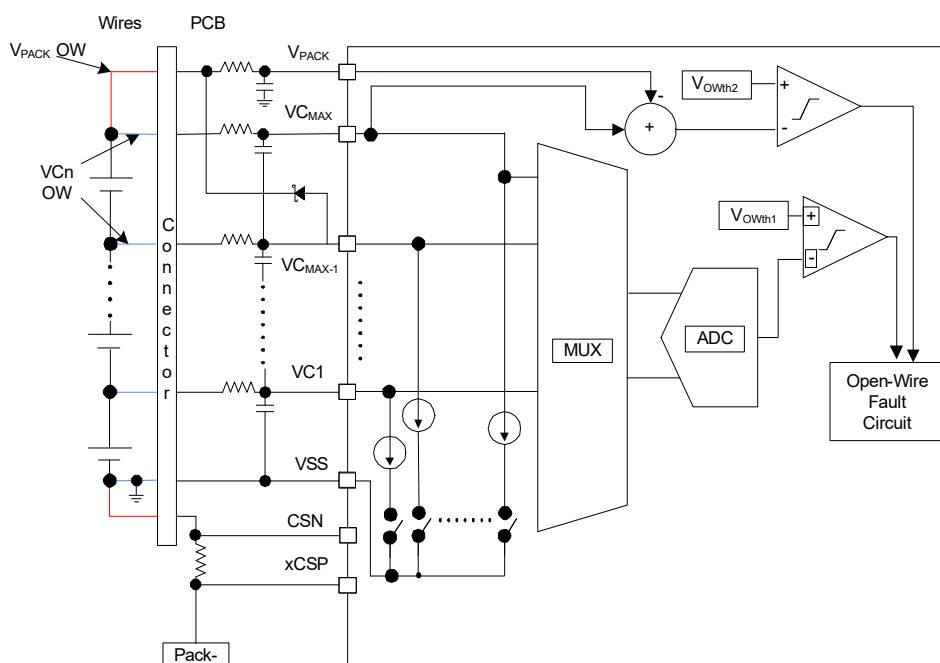 Wires PCB
VPACK OW
VPACK
VCMAX
VOWth2
+
-
-
+
VCn
OW
Connector
VCMAX-1
VOWth1
+
-
MUX
ADC
VC1
Open-Wire
Fault
Circuit
VSS
CSN
xCSP
Pack-